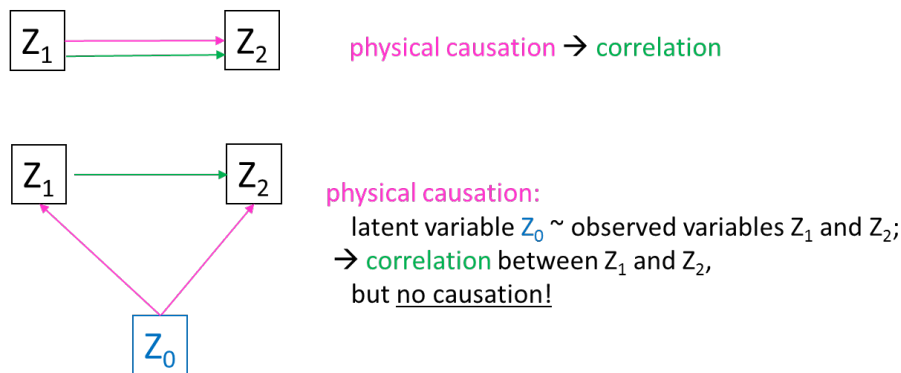 Z₁ Z₂ physical causation → correlation
Z₁ Z₂
physical causation:
latent variable Z₀ ~ observed variables Z₁ and Z₂;
→ correlation between Z₁ and Z₂,
but no causation!
Z₀